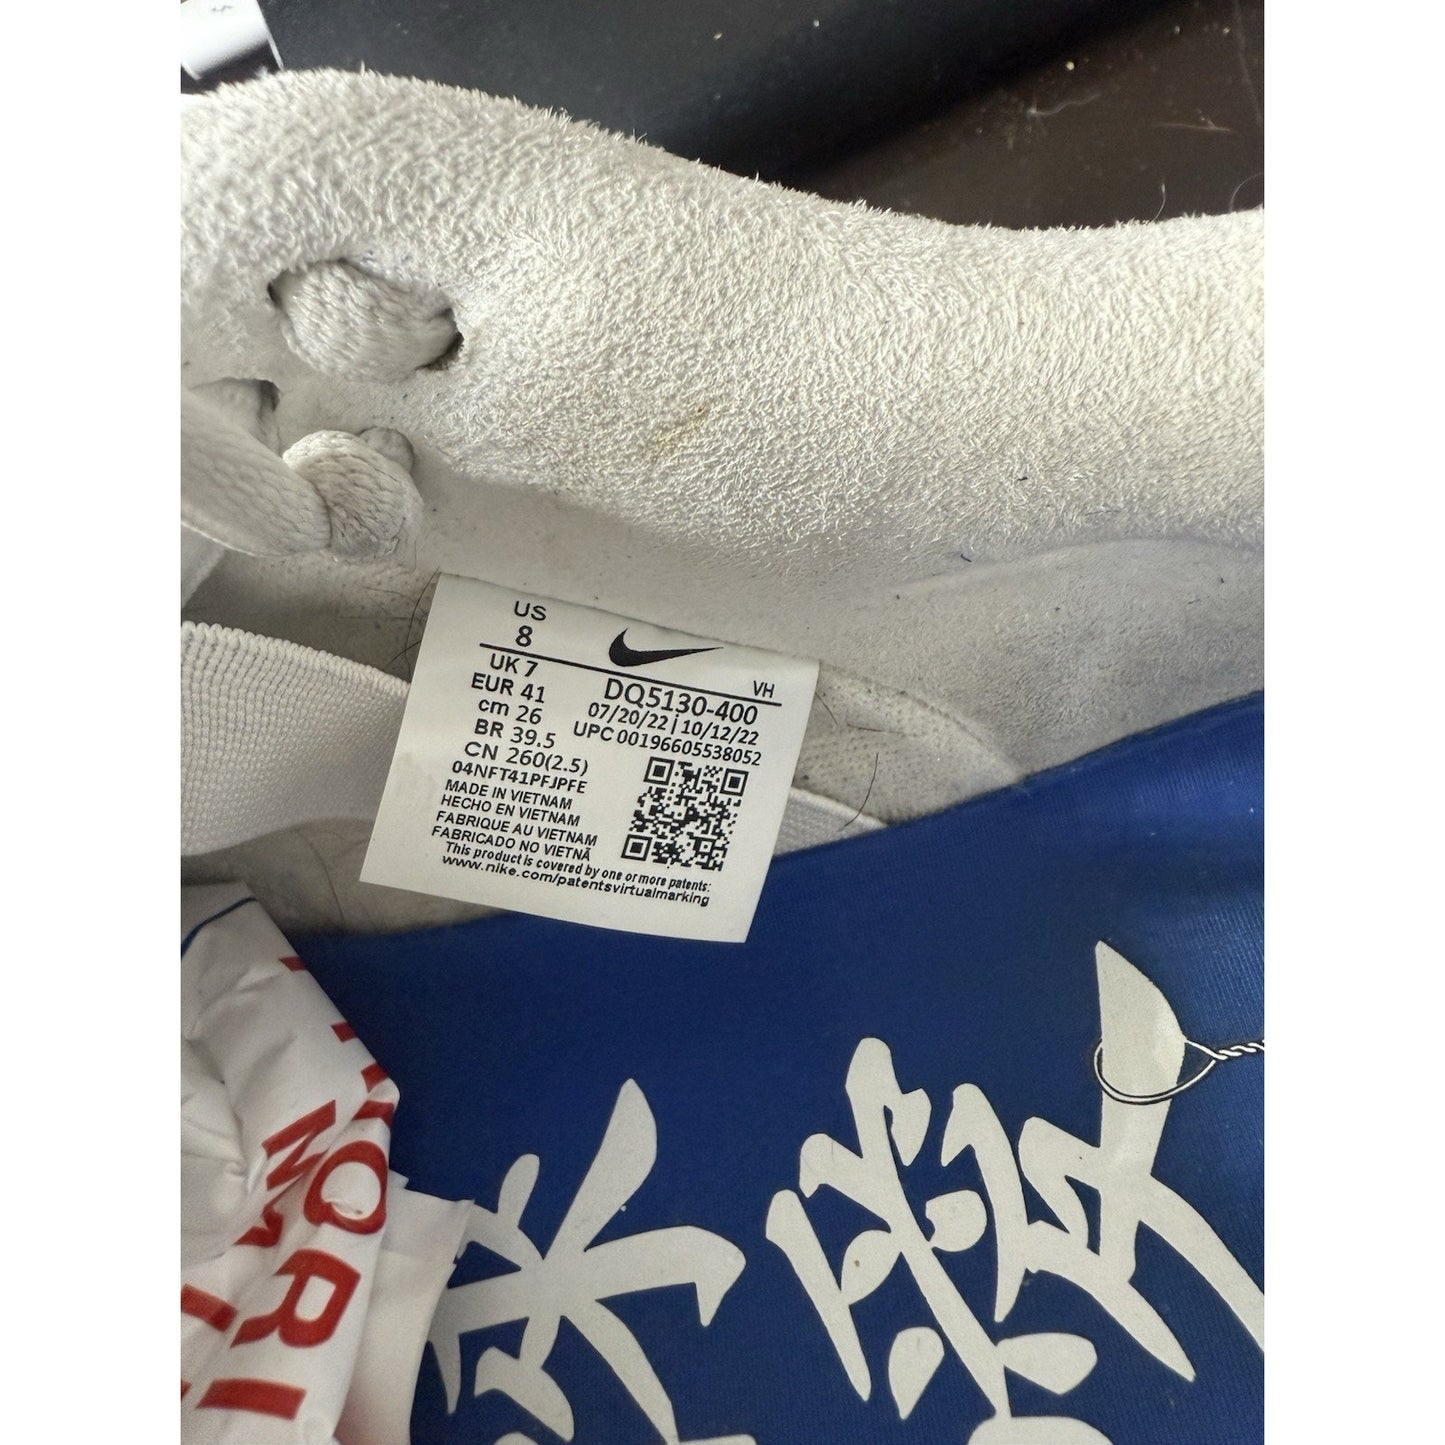 US
8
UK 7
EUR 41
cm 26
BR 39.5
CN 260(2.5)
VH
DQ5130-400
07/20/22 | 10/12/22
UPC 00196605538052
04NFT41PFJPFE
MADE IN VIETNAM
HECHO EN VIETNAM
FABRIQUE AU VIETNAM
FABRICADO NO VIETNÃ
This product is covered by one or more patents:
www.nike.com/patentsvirtualmarking